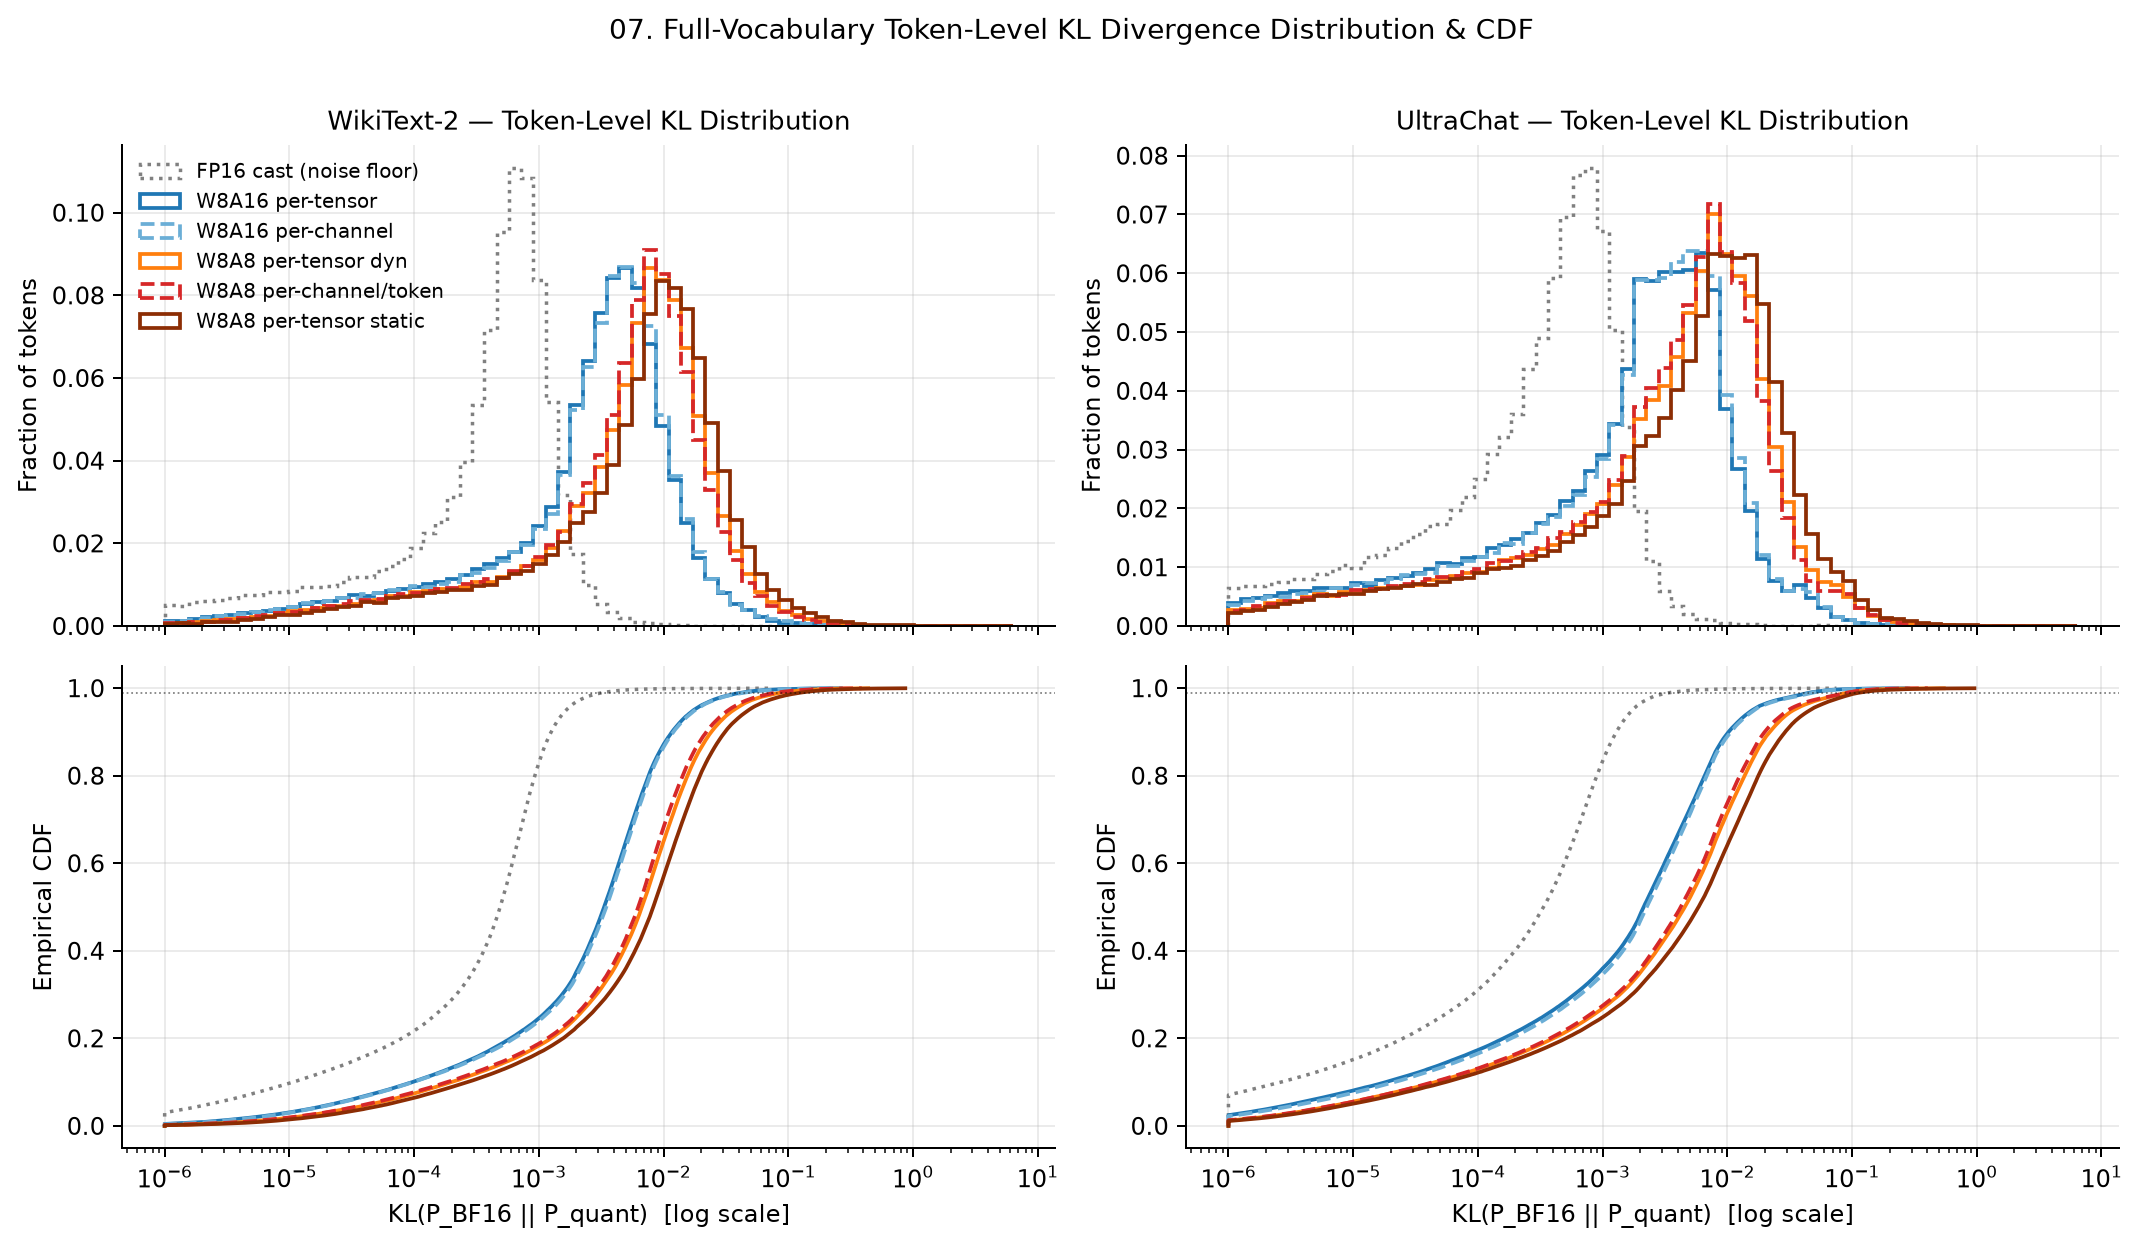 07. Full-Vocabulary Token-Level KL Divergence Distribution & CDF
WikiText-2 — Token-Level KL Distribution
Fraction of tokens
0.10
0.08
0.06
0.04
0.02
0.00
FP16 cast (noise floor)
W8A16 per-tensor
W8A16 per-channel
W8A8 per-tensor dyn
W8A8 per-channel/token
W8A8 per-tensor static
UltraChat — Token-Level KL Distribution
Fraction of tokens
0.08
0.07
0.06
0.05
0.04
0.03
0.02
0.01
0.00
Empirical CDF
1.0
0.8
0.6
0.4
0.2
0.0
10⁻⁶ 10⁻⁵ 10⁻⁴ 10⁻³ 10⁻² 10⁻¹ 10⁰ 10¹
KL(P_BF16 || P_quant) [log scale]
Empirical CDF
1.0
0.8
0.6
0.4
0.2
0.0
10⁻⁶ 10⁻⁵ 10⁻⁴ 10⁻³ 10⁻² 10⁻¹ 10⁰ 10¹
KL(P_BF16 || P_quant) [log scale]